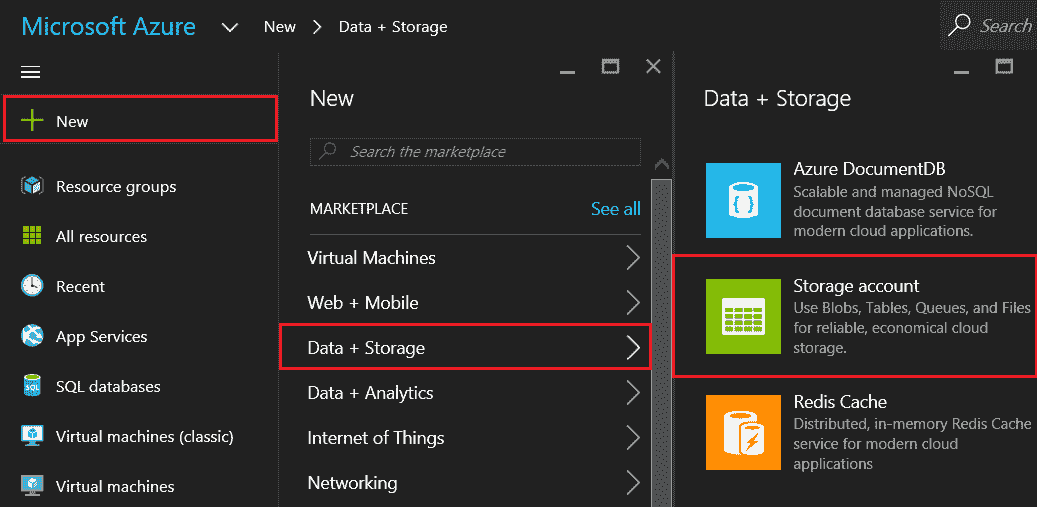 Microsoft Azure New Data + Storage Search
New
Resource groups
All resources
Recent
App Services
SQL databases
Virtual machines (classic)
Virtual machines
New
Search the marketplace
MARKETPLACE See all
Virtual Machines
Web + Mobile
Data + Storage
Data + Analytics
Internet of Things
Networking
Data + Storage
Azure DocumentDB
Scalable and managed NoSQL
document database service for
modern cloud applications.
Storage account
Use Blobs, Tables, Queues, and Files
for reliable, economical cloud
storage.
Redis Cache
Distributed, in-memory Redis Cache
service for modern cloud
applications